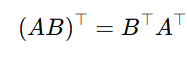 (AB)⊤ = B⊤A⊤